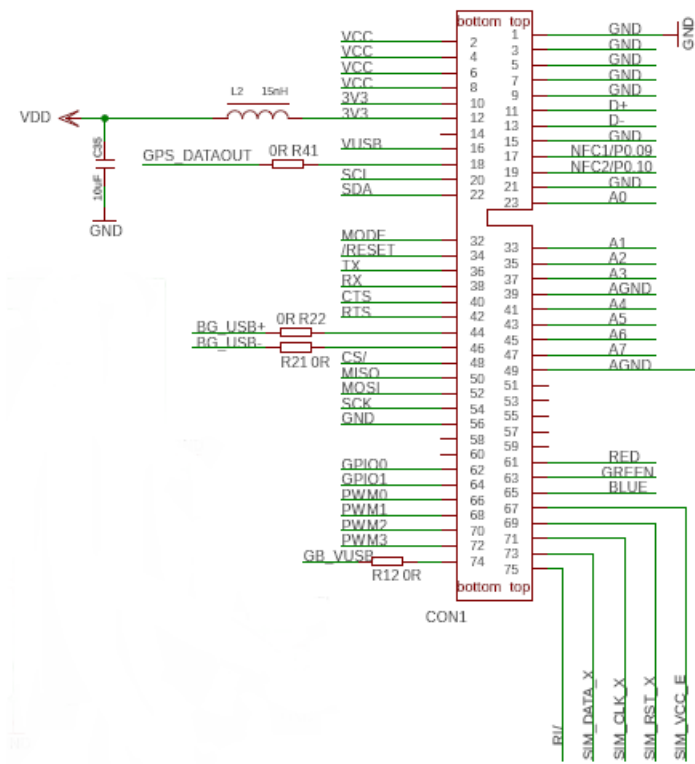 bottom top
VCC 2 1 GND GND
VCC 4 3 GND
VCC 6 5 GND
VCC 8 7 GND
3V3 10 9 GND
L2 15nH
VDD 3V3 12 11 D+
14 13 D-
VUSB 16 15 GND
C35
10uF
GND
GPS_DATAOUT 0R R41 18 17 NFC1/P0.09
SCL 20 19 NFC2/P0.10
SDA 22 21 GND
23 A0
MODE 32 33 A1
/RESET 34 35 A2
TX 36 37 A3
RX 38 39 AGND
CTS 40 41 A4
RTS 42 43 A5
BG_USB+ 0R R22 44 45 A6
BG_USB- R21 0R 46 47 A7
CS/ 48 49 AGND
MISO 50 51
MOSI 52 53
SCK 54 55
GND 56 57
58 59
60 61 RED
GPIO0 62 63 GREEN
GPIO1 64 65 BLUE
PWM0 66 67
PWM1 68 69
PWM2 70 71
PWM3 72 73
GB_VUSB R12 0R 74 75
bottom top
CON1
RI/
SIM_DATA_X
SIM_CLK_X
SIM_RST_X
SIM_VCC_E